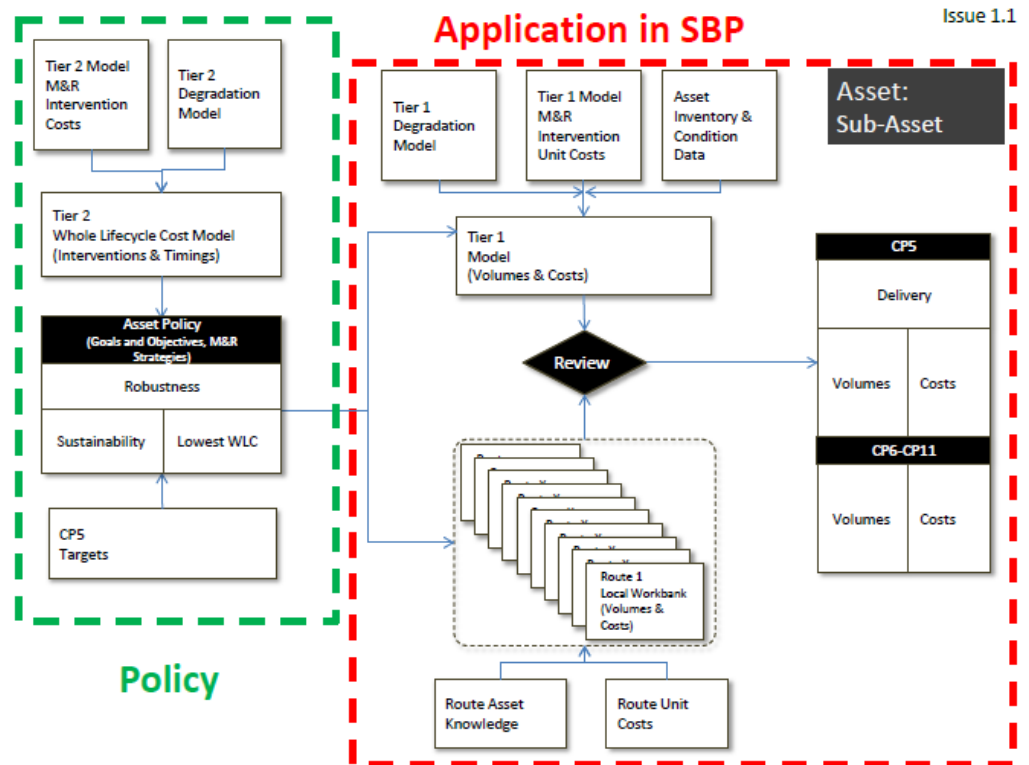 Issue 1.1
Application in SBP
Tier 2 Model
M&R
Intervention
Costs
Tier 2
Degradation
Model
Tier 2
Whole Lifecycle Cost Model
(Interventions & Timings)
Asset Policy
(Goals and Objectives, M&R
Strategies)
Robustness
Sustainability
Lowest WLC
CP5
Targets
Policy
Tier 1
Degradation
Model
Tier 1 Model
M&R
Intervention
Unit Costs
Asset
Inventory &
Condition
Data
Asset:
Sub-Asset
Tier 1
Model
(Volumes & Costs)
Review
Route 1
Local Workbank
(Volumes &
Costs)
Route Asset
Knowledge
Route Unit
Costs
CP5
Delivery
Volumes
Costs
CP6-CP11
Volumes
Costs